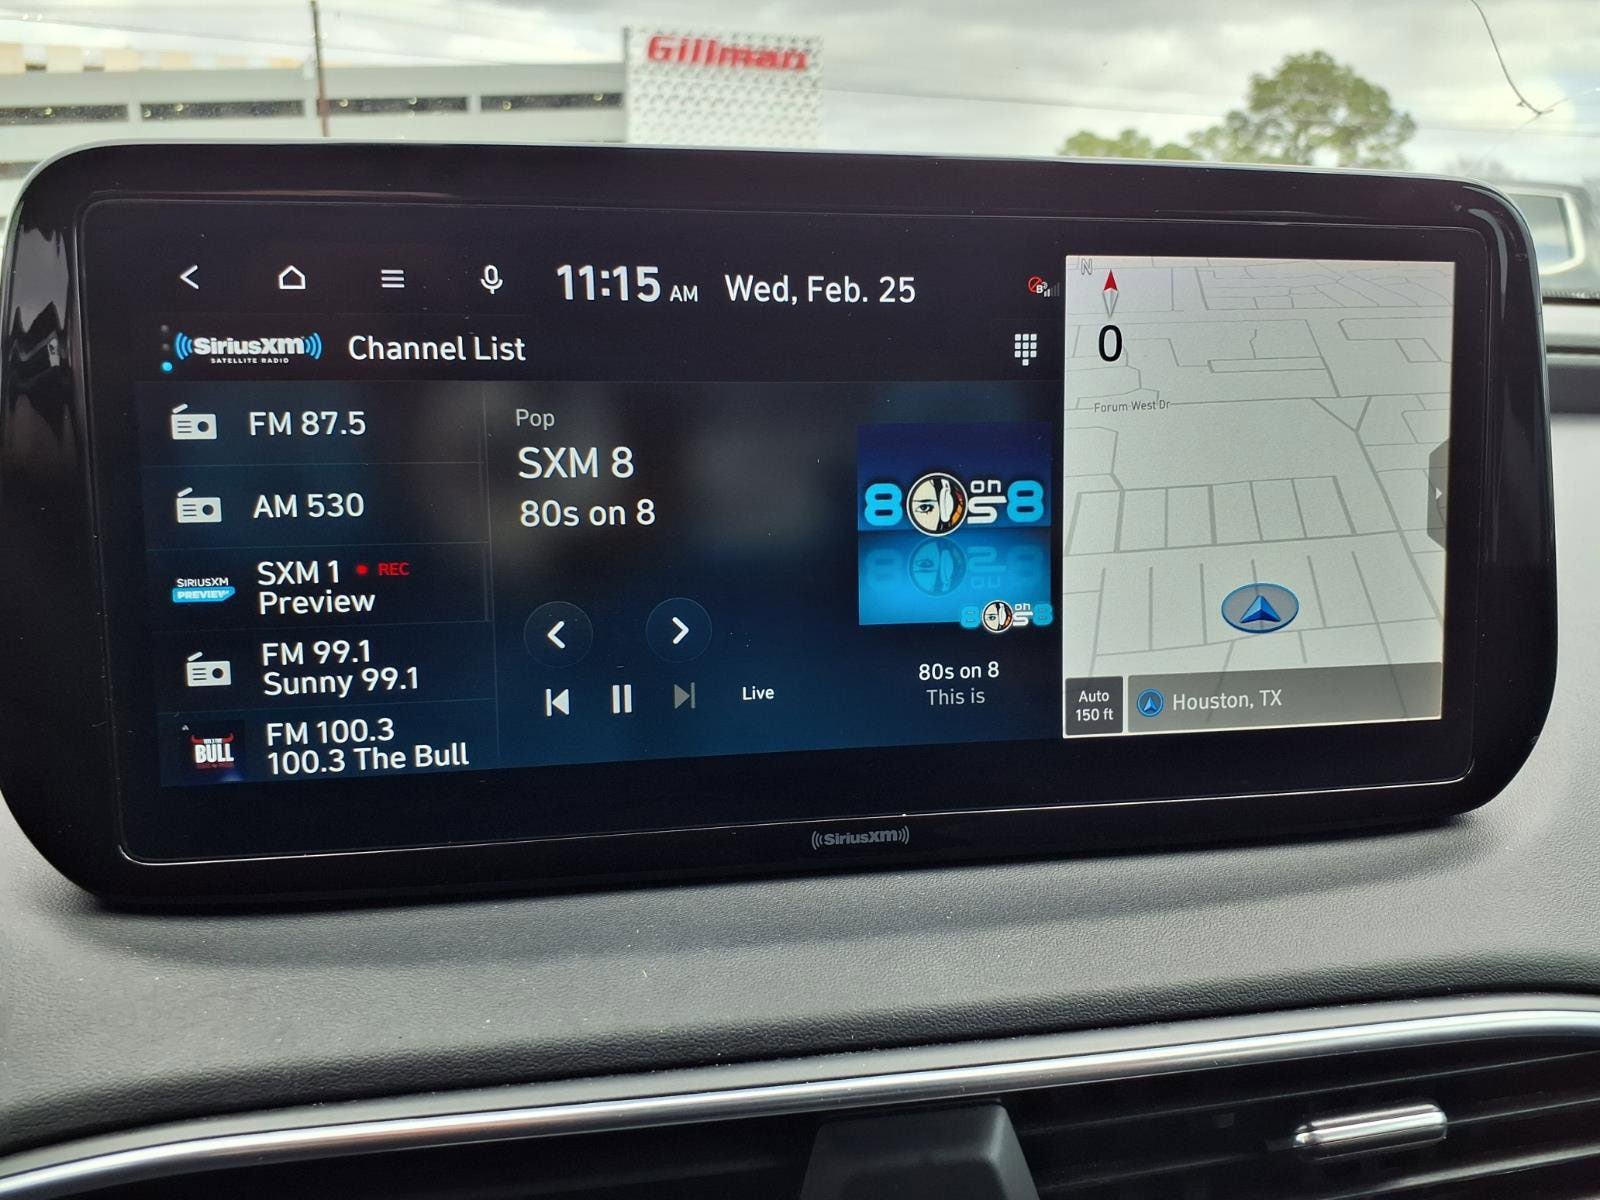 Gillman
11:15 AM Wed, Feb. 25
SiriusXM
SATELLITE RADIO
Channel List
FM 87.5
AM 530
SIRIUSXM
PREVIEW
SXM 1 REC
Preview
FM 99.1
Sunny 99.1
BULL
FM 100.3
100.3 The Bull
Pop
SXM 8
80s on 8
80s on 8
80s on 8
Live
80s on 8
This is
N
0
Forum West Dr
Auto
150 ft
Houston, TX
SiriusXM